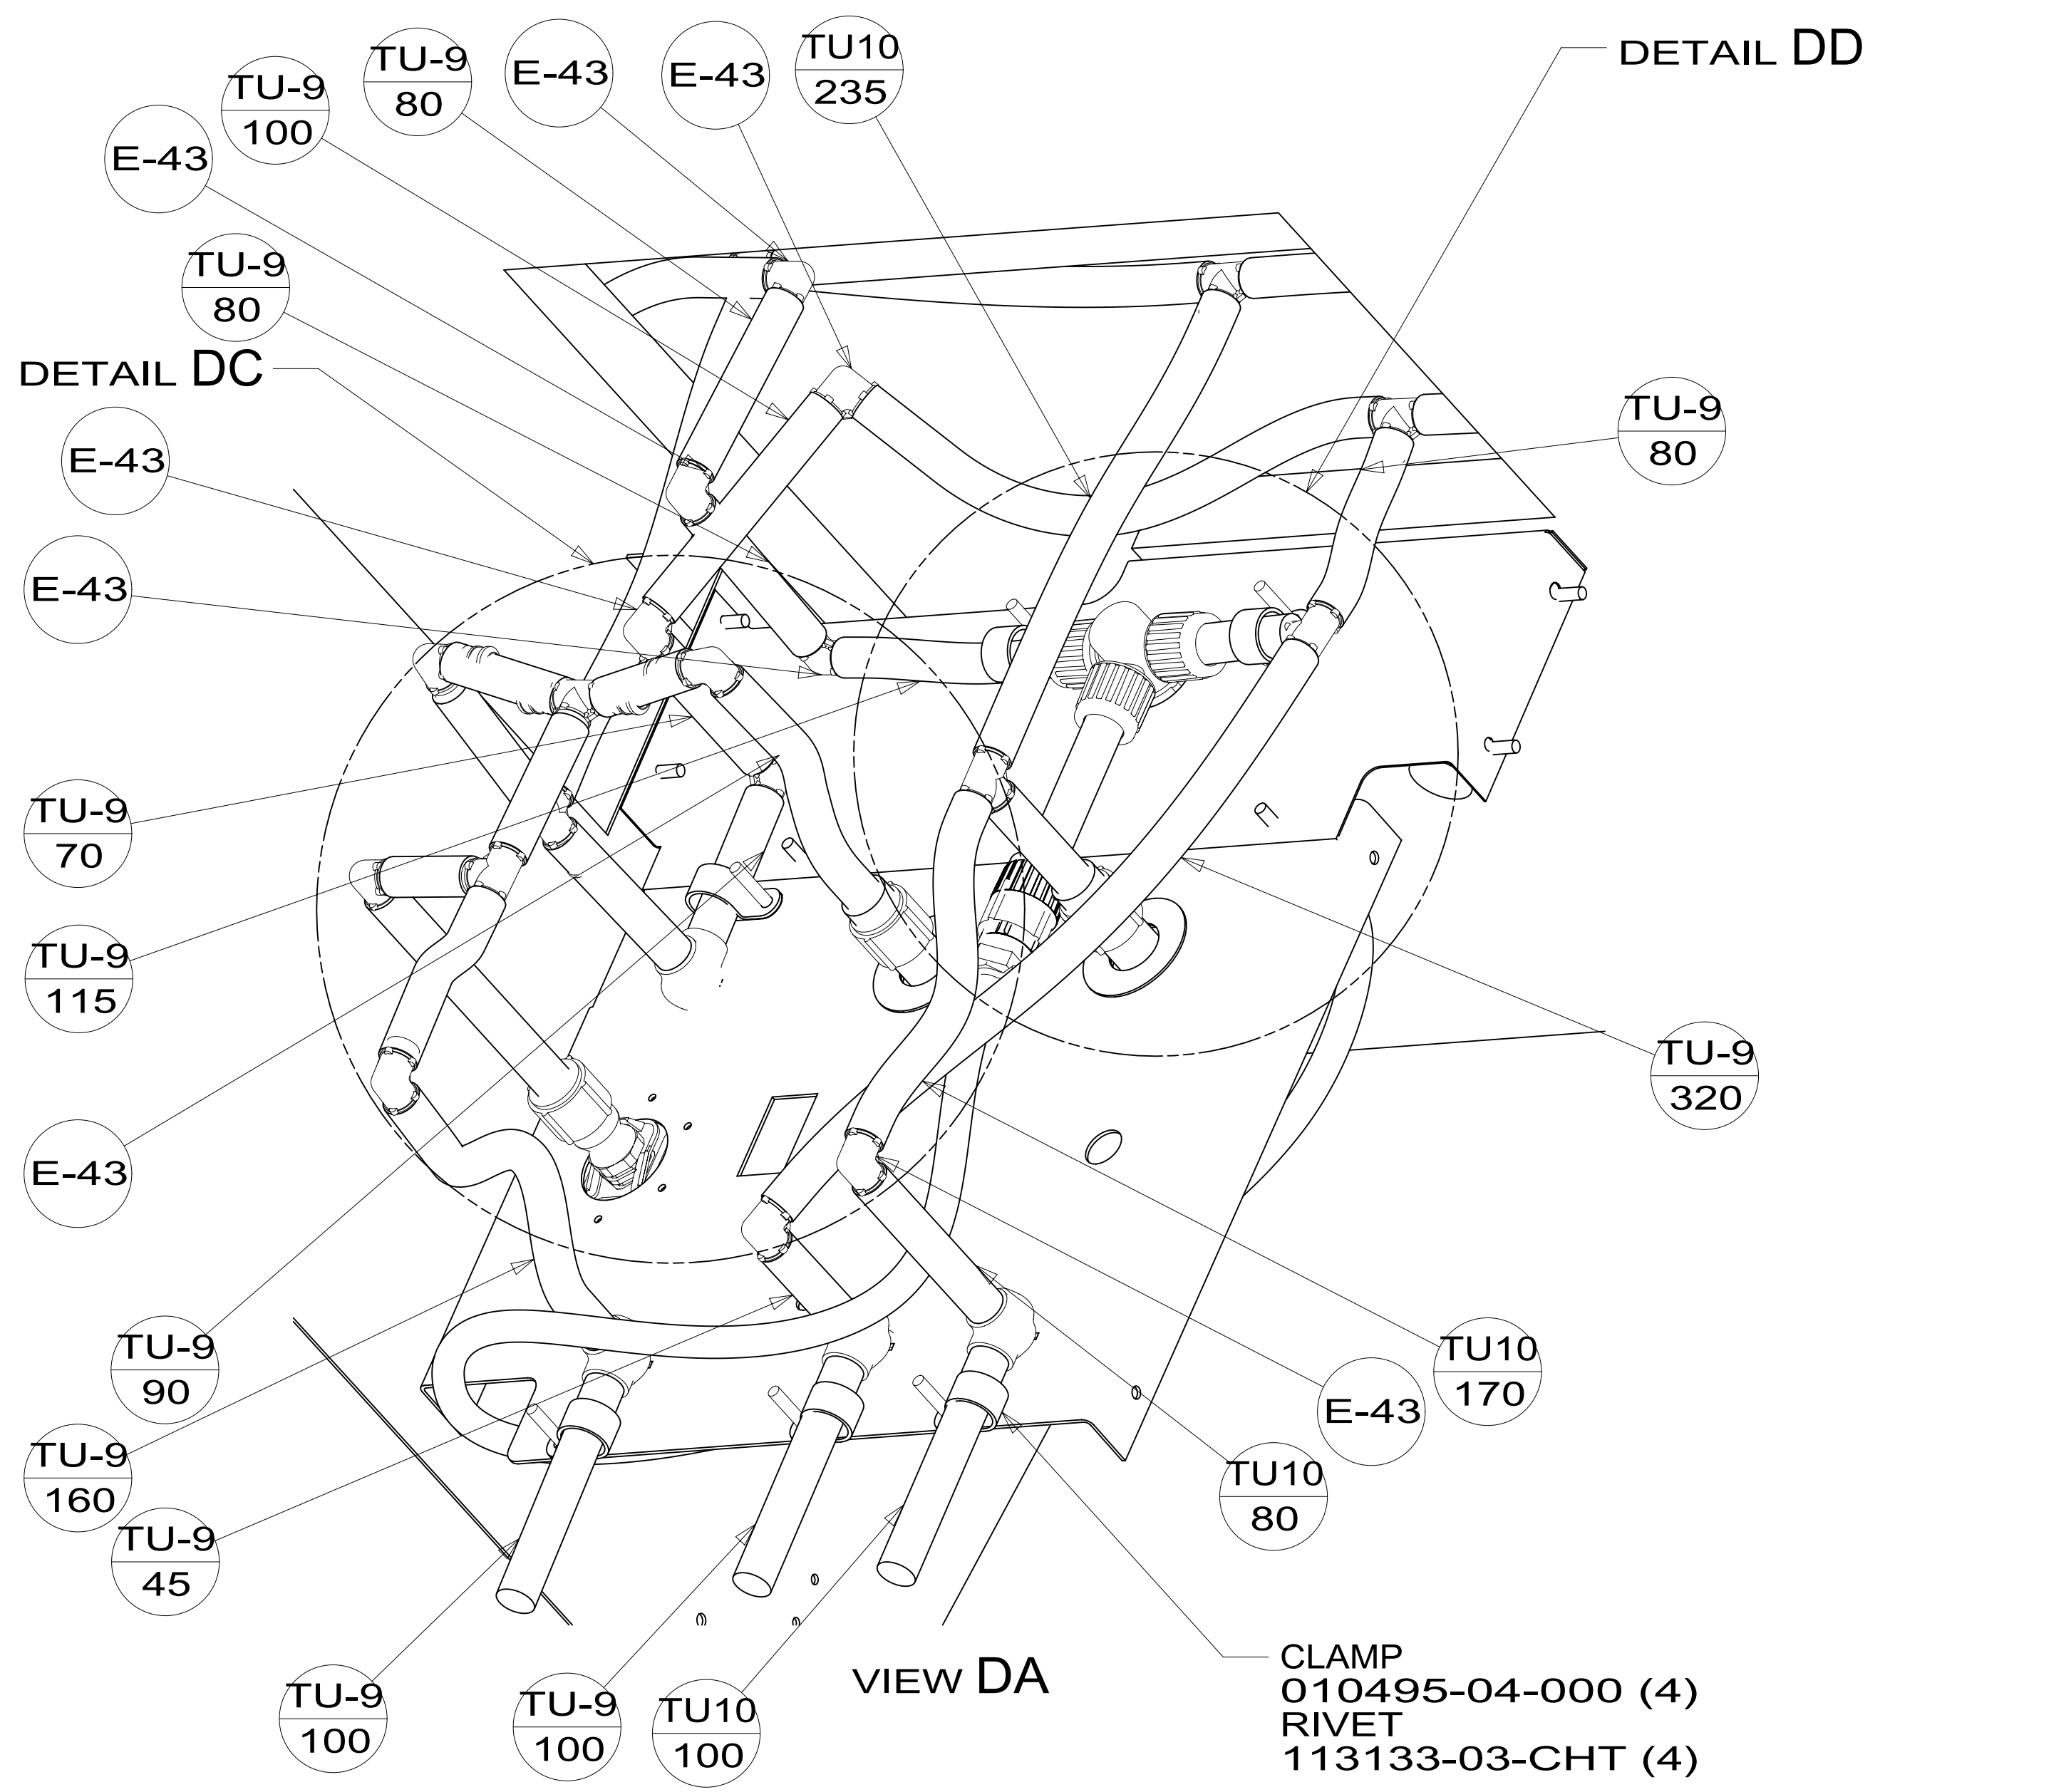 TU-9
80
E-43
E-43
TU10
235
DETAIL DD
TU-9
100
E-43
TU-9
80
DETAIL DC
E-43
TU-9
80
E-43
TU-9
70
TU-9
115
TU-9
320
E-43
TU-9
90
TU10
170
E-43
TU-9
160
TU10
80
TU-9
45
CLAMP
010495-04-000 (4)
RIVET
113133-03-CHT (4)
VIEW DA
TU-9
100
TU-9
100
TU10
100